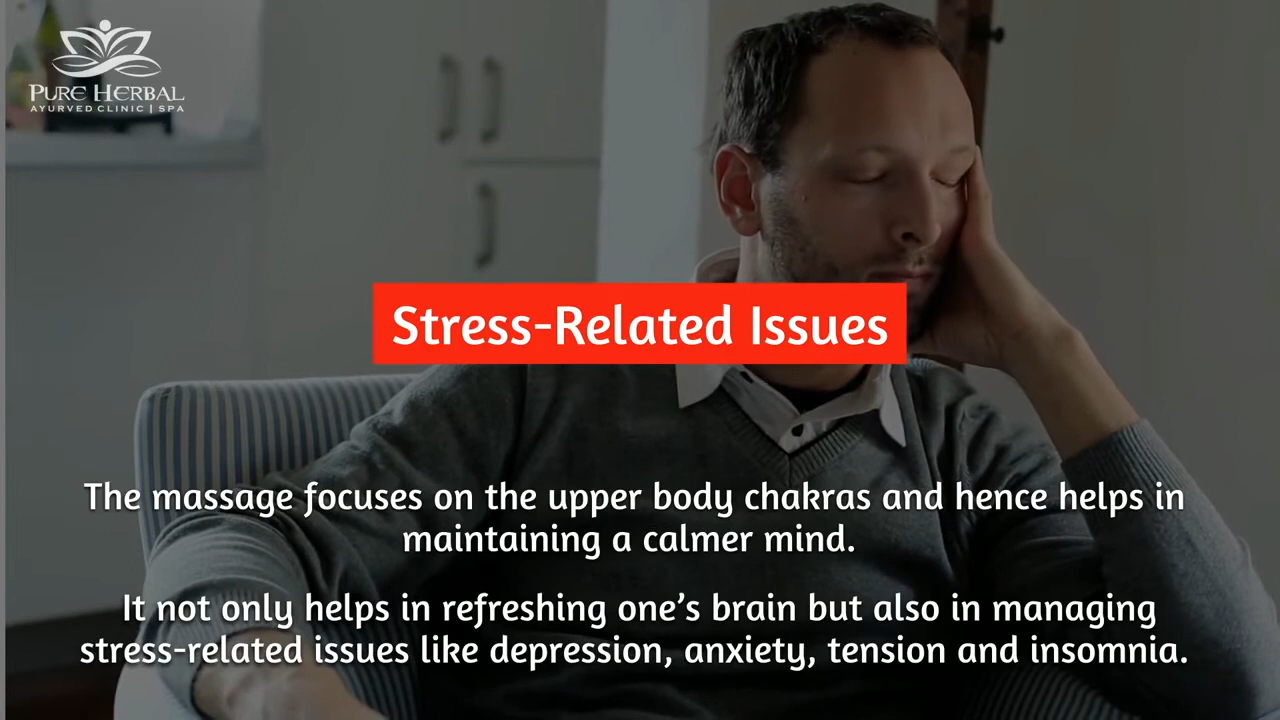 PURE HERBAL
AYURVED CLINIC | SPA
Stress-Related Issues
The massage focuses on the upper body chakras and hence helps in
maintaining a calmer mind.
It not only helps in refreshing one’s brain but also in managing
stress-related issues like depression, anxiety, tension and insomnia.